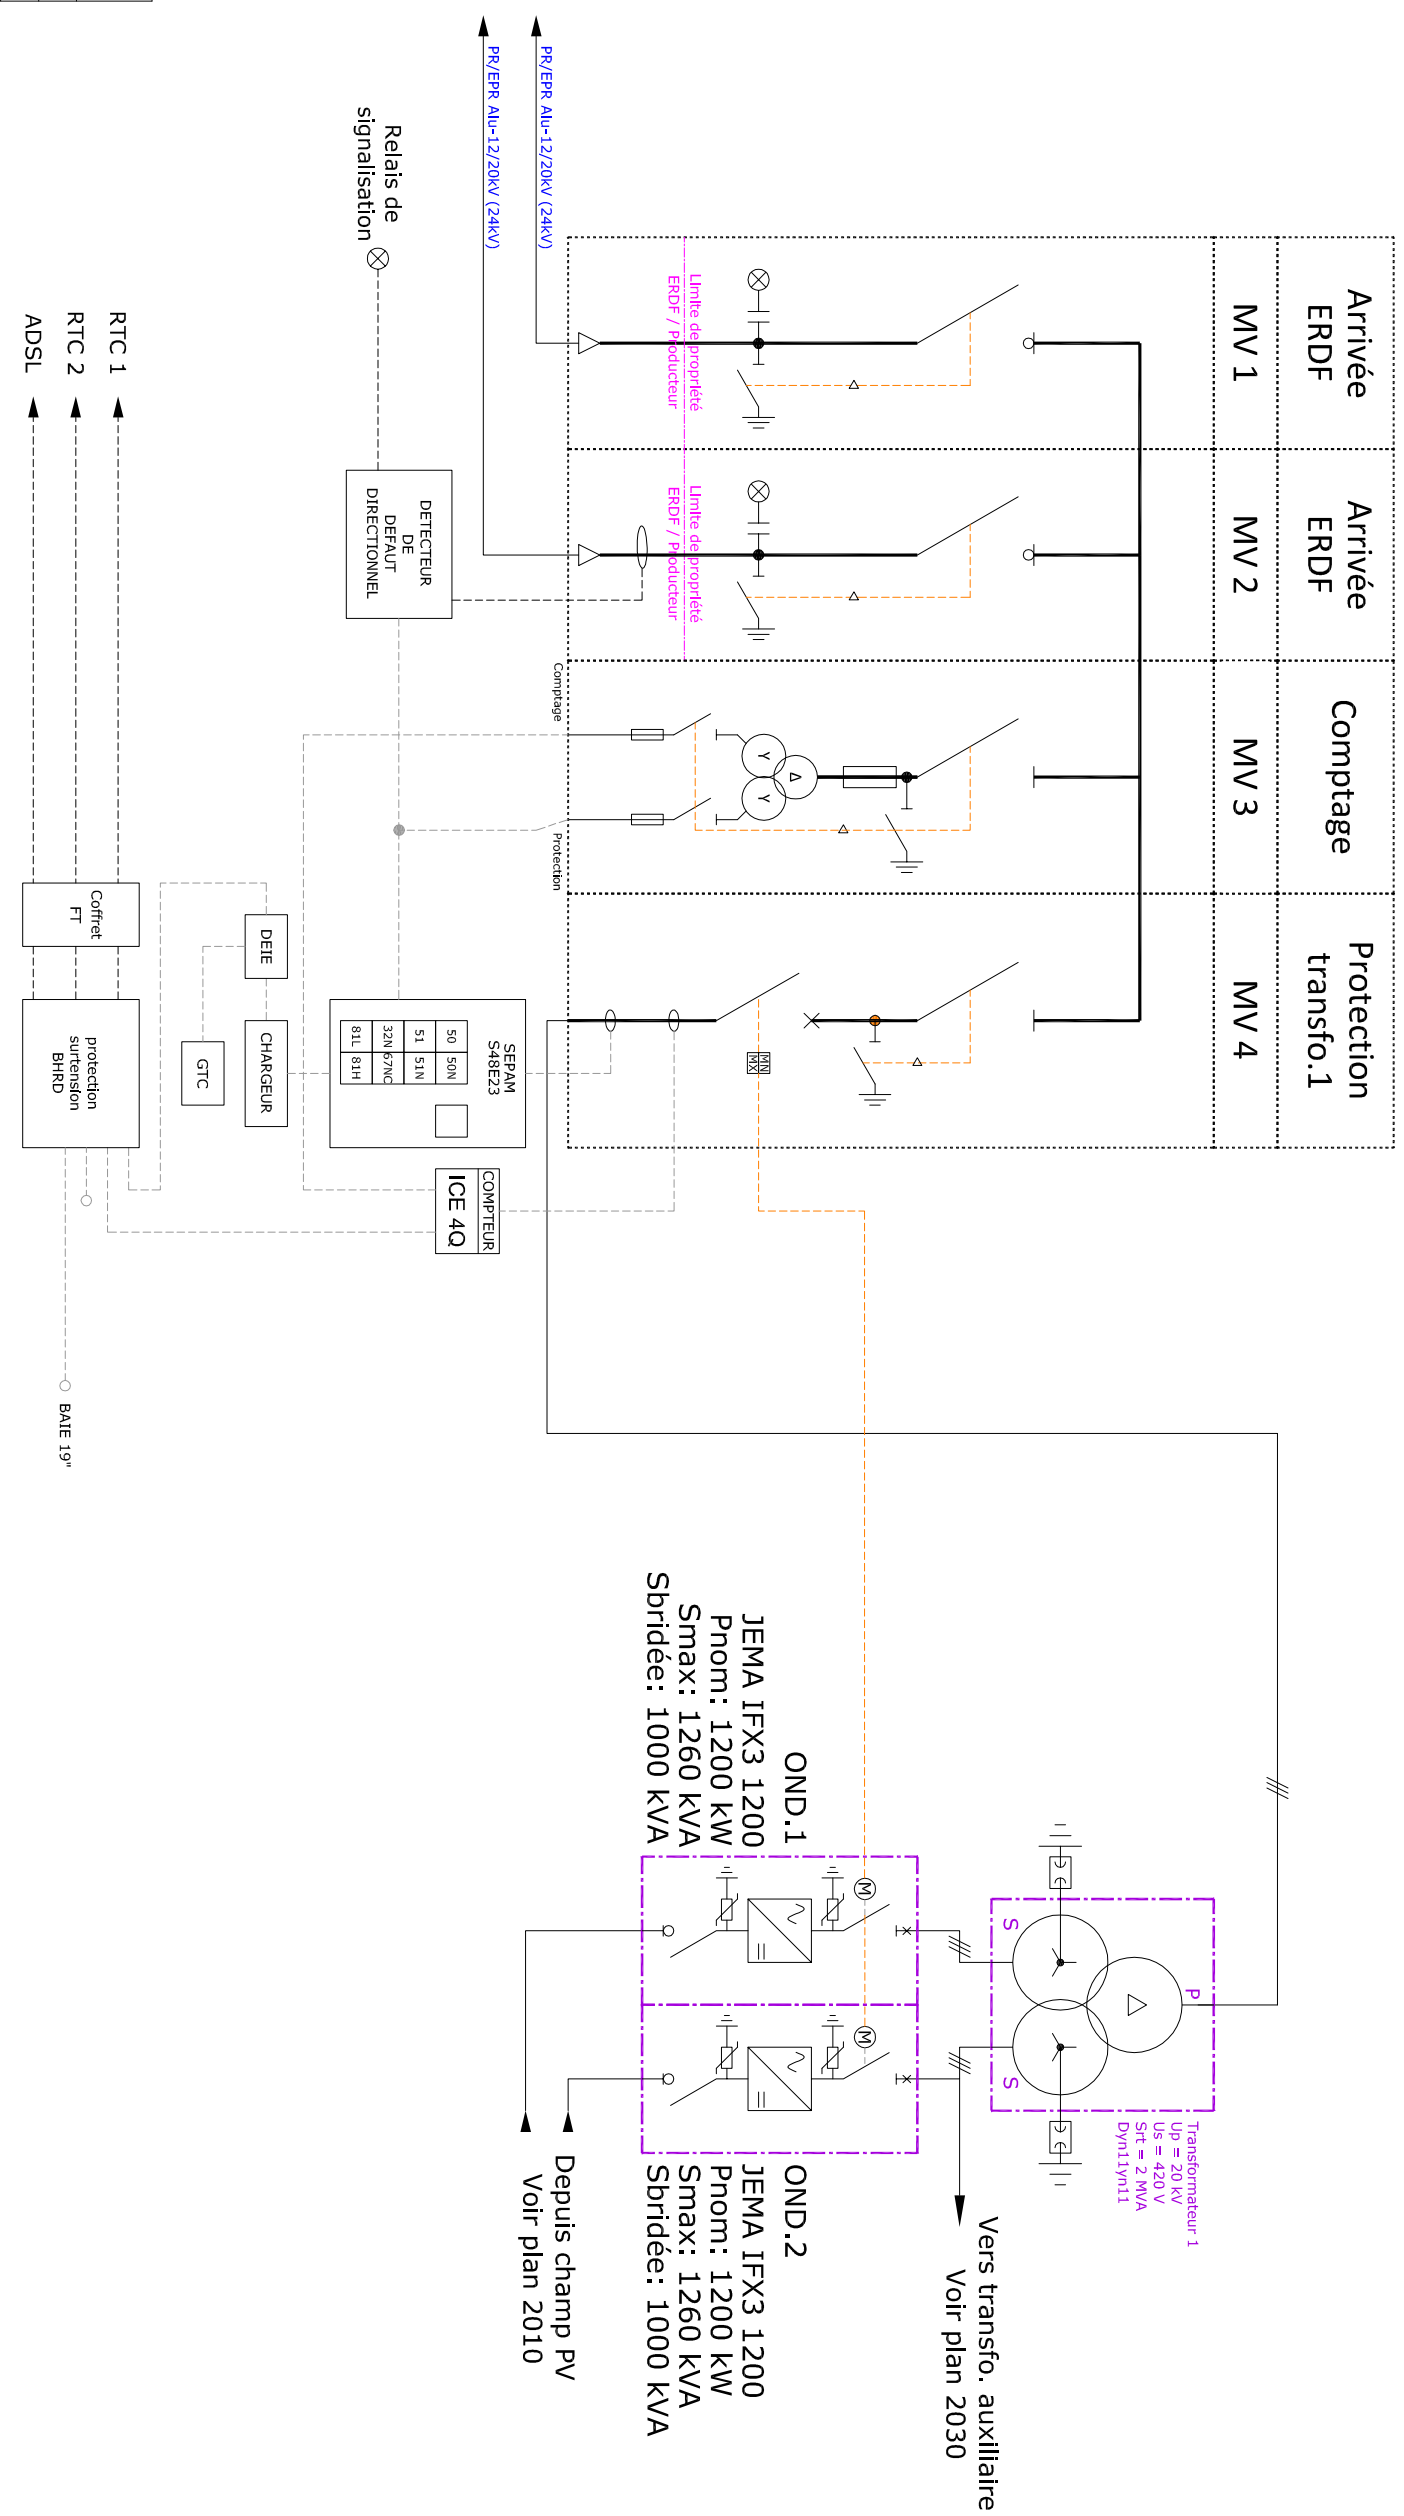 Arrivée
ERDF
MV 1
Arrivée
ERDF
MV 2
Comptage
MV 3
Protection
transfo.1
MV 4
Limite de propriété
ERDF / Producteur
Limite de propriété
ERDF / Producteur
PR/EPR Alu-12/20kV (24kV)
PR/EPR Alu-12/20kV (24kV)
Relais de
signalisation
DETECTEUR
DE
DEFAUT
DIRECTIONNEL
Comptage
Protection
Y
Y
Δ
MN
MX
SEPAM
S48E23
50
50N
51
51N
32N
67NC
81L
81H
COMPTEUR
ICE 4Q
DEIE
CHARGEUR
GTC
RTC 1
RTC 2
ADSL
Coffret
FT
protection
surtension
BHRD
BAIE 19"
OND.1
JEMA IFX3 1200
Pnom: 1200 kW
Smax: 1260 kVA
Sbridée: 1000 kVA
M
M
P
S
S
Transformateur 1
Up = 20 kV
Us = 420 V
Srt = 2 MVA
Dyn11yn11
Vers transfo. auxiliaire
Voir plan 2030
OND.2
JEMA IFX3 1200
Pnom: 1200 kW
Smax: 1260 kVA
Sbridée: 1000 kVA
Depuis champ PV
Voir plan 2010